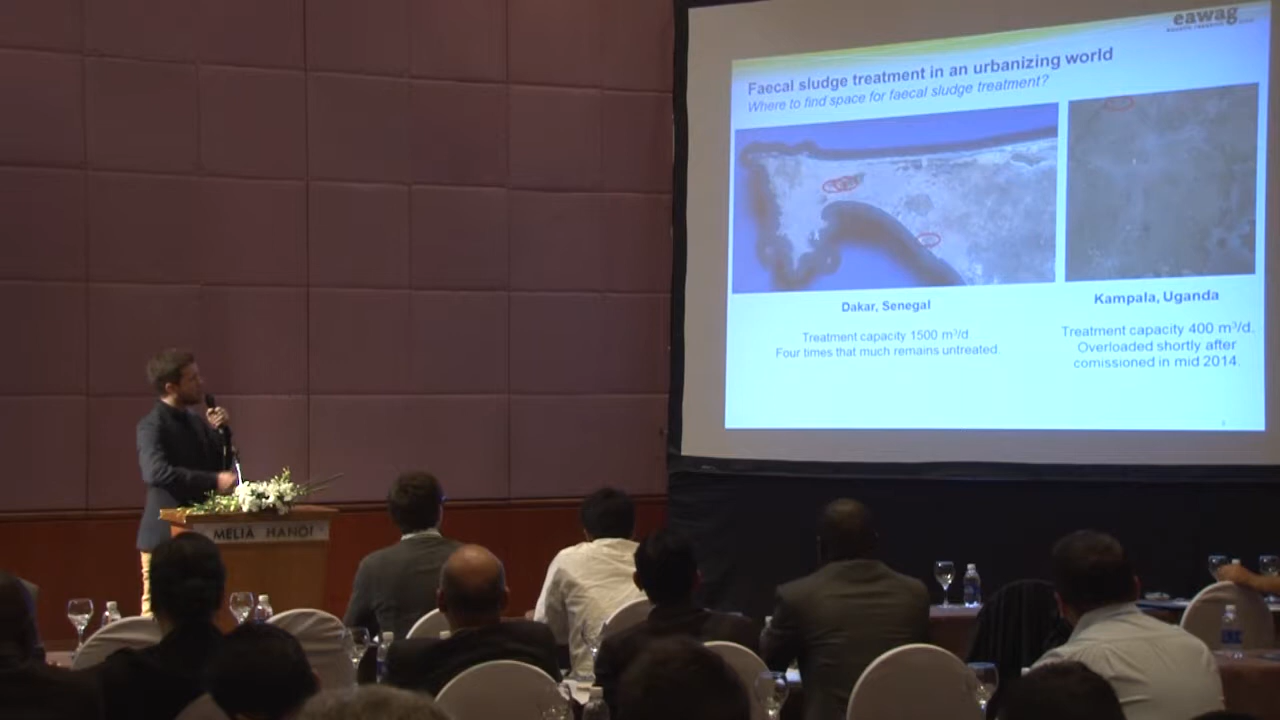 eawag
Faecal sludge treatment in an urbanizing world
Where to find space for faecal sludge treatment?
Dakar, Senegal
Treatment capacity 1500 m³/d.
Four times that much remains untreated.
Kampala, Uganda
Treatment capacity 400 m³/d.
Overloaded shortly after
comissioned in mid 2014.
MELIÃ HANOI